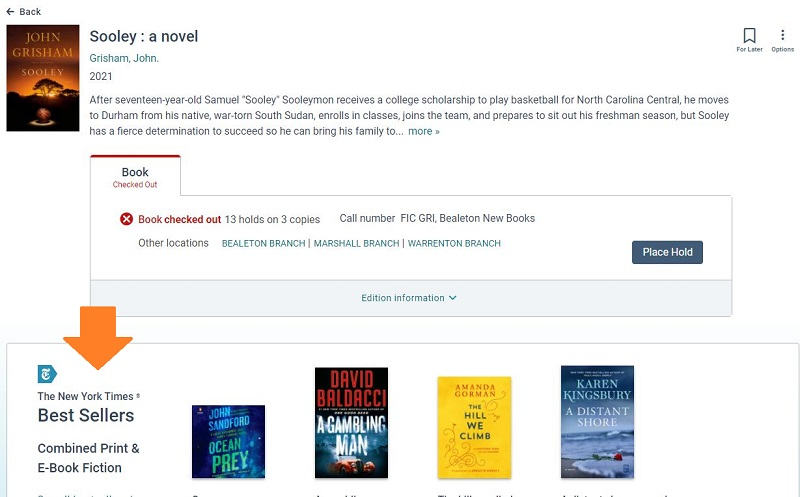 Back
JOHN
GRISHAM
SOOLEY
Sooley : a novel
Grisham, John.
2021
For Later
Options
After seventeen-year-old Samuel "Sooley" Sooleymon receives a college scholarship to play basketball for North Carolina Central, he moves
to Durham from his native, war-torn South Sudan, enrolls in classes, joins the team, and prepares to sit out his freshman season, but Sooley
has a fierce determination to succeed so he can bring his family to... more »
Book
Checked Out
Book checked out 13 holds on 3 copies Call number FIC GRI, Bealeton New Books
Other locations BEALETON BRANCH | MARSHALL BRANCH | WARRENTON BRANCH
Place Hold
Edition information
The New York Times ®
Best Sellers
Combined Print &
E-Book Fiction
JOHN
SANDFORD
OCEAN
PREY
DAVID
BALDACCI
A GAMBLING
MAN
AMANDA
GORMAN
THE
HILL WE
CLIMB
KAREN
KINGSBURY
A DISTANT
SHORE